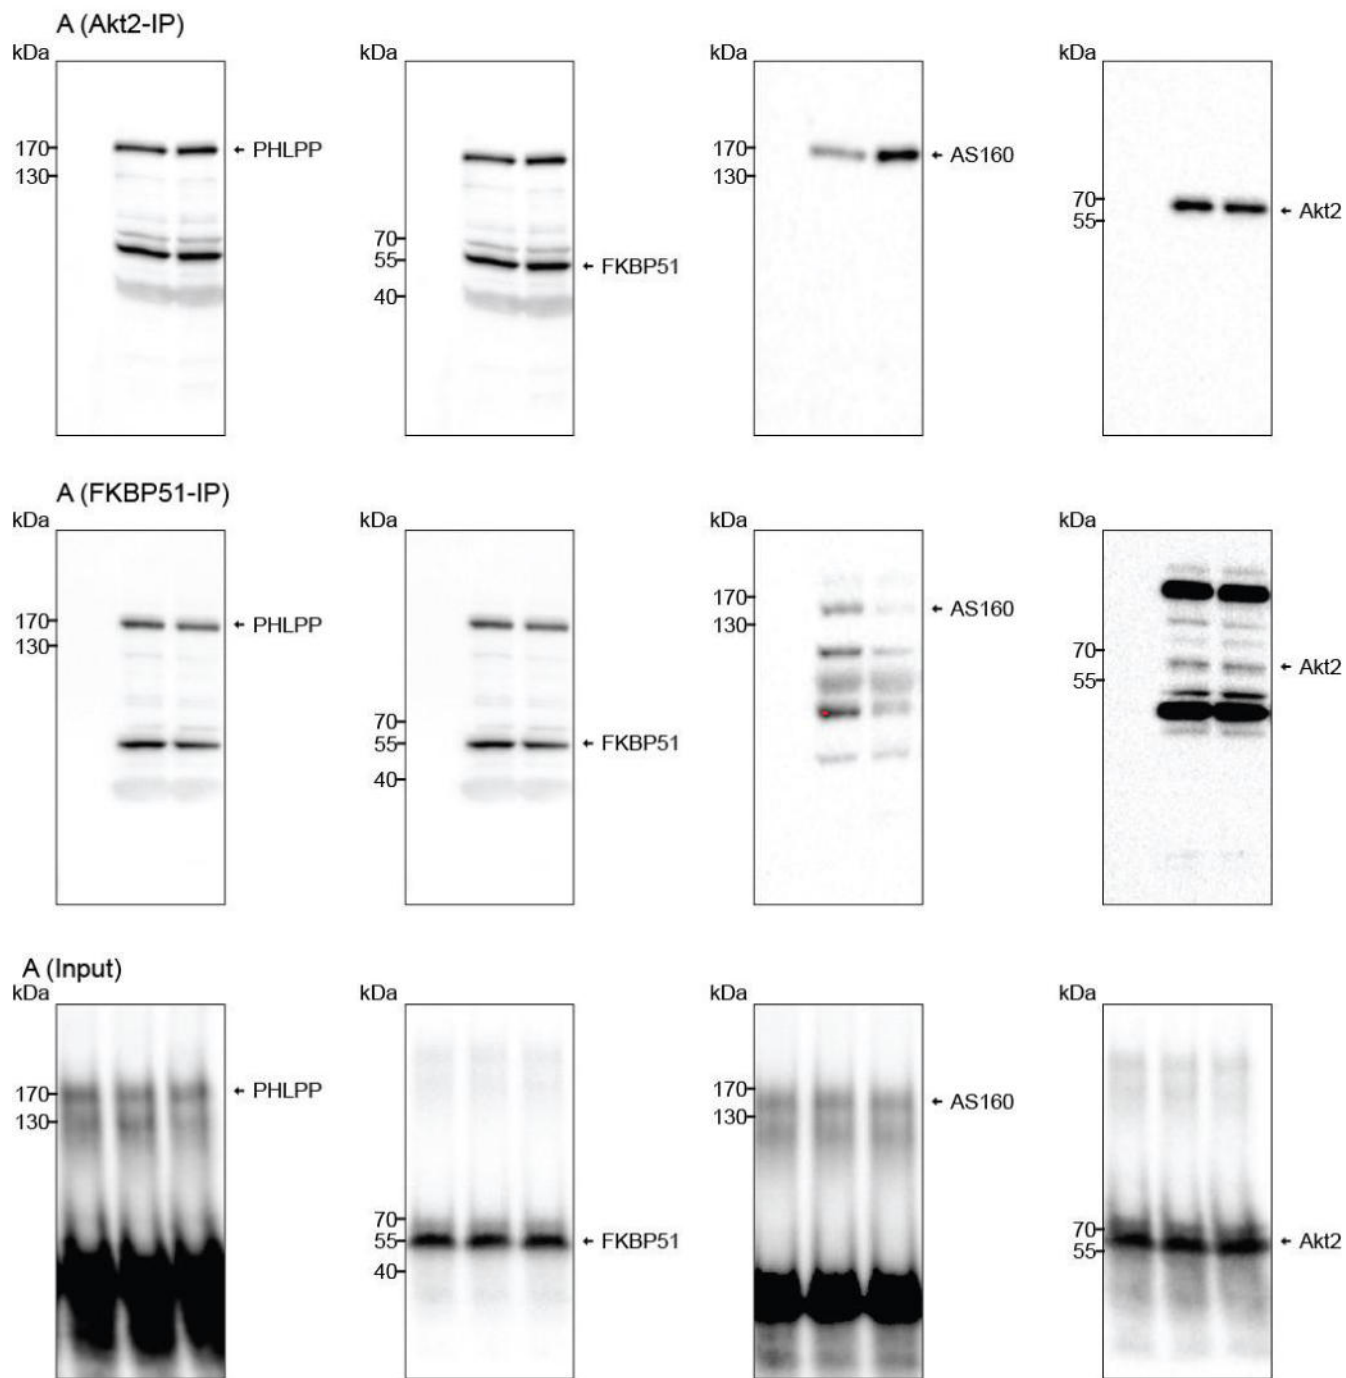 A (Akt2-IP)
kDa kDa kDa kDa
170 PHLPP
130
70
55 FKBP51
40
170 AS160
130
70
55 Akt2
A (FKBP51-IP)
kDa kDa kDa kDa
170 PHLPP
130
70
55 FKBP51
40
170 AS160
130
70
55 Akt2
A (Input)
kDa kDa kDa kDa
170 PHLPP
130
70
55 FKBP51
40
170 AS160
130
70
55 Akt2